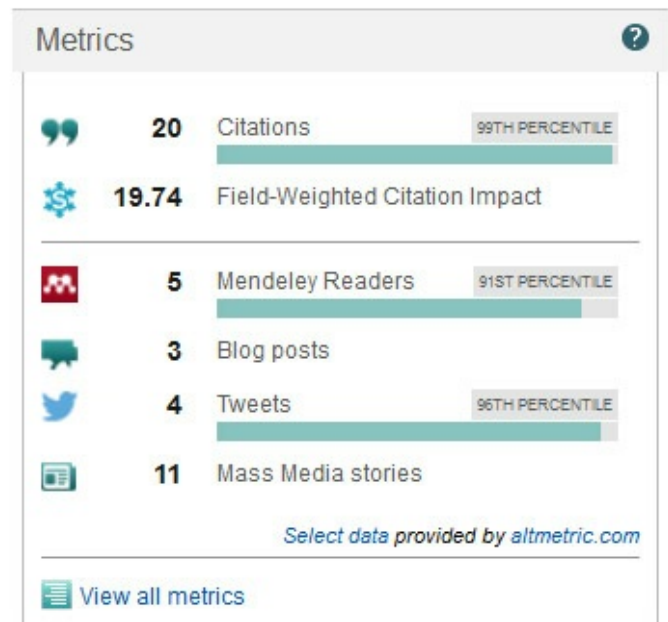 Metrics ?
20 Citations 99TH PERCENTILE
S 19.74 Field-Weighted Citation Impact
5 Mendeley Readers 91ST PERCENTILE
3 Blog posts
4 Tweets 96TH PERCENTILE
11 Mass Media stories
Select data provided by altmetric.com
View all metrics